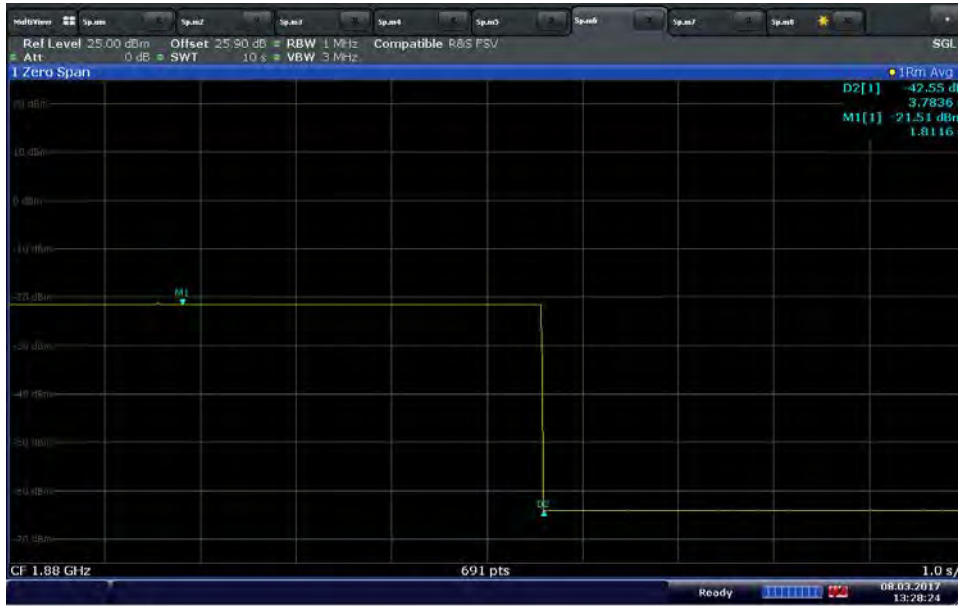 MultiView Sp.em Sp.m2 Sp.m3 Sp.m4 Sp.m5 Sp.m6 Sp.m7 Sp.m8
Ref Level 25.00 dBm Offset 25.90 dB RBW 1 MHz Compatible R&S FSV SGL
Att 0 dB SWT 10 s VBW 3 MHz
1 Zero Span 1Rm Avg
D2[1] -42.55 d
3.7836
20 dBm
M1[1] -21.51 dBm
1.8116
10 dBm
0 dBm
-10 dBm
M1
-20 dBm
-30 dBm
-40 dBm
-50 dBm
-60 dBm
D2
-70 dBm
CF 1.88 GHz 691 pts 1.0 s/
Ready 08.03.2017
13:28:24